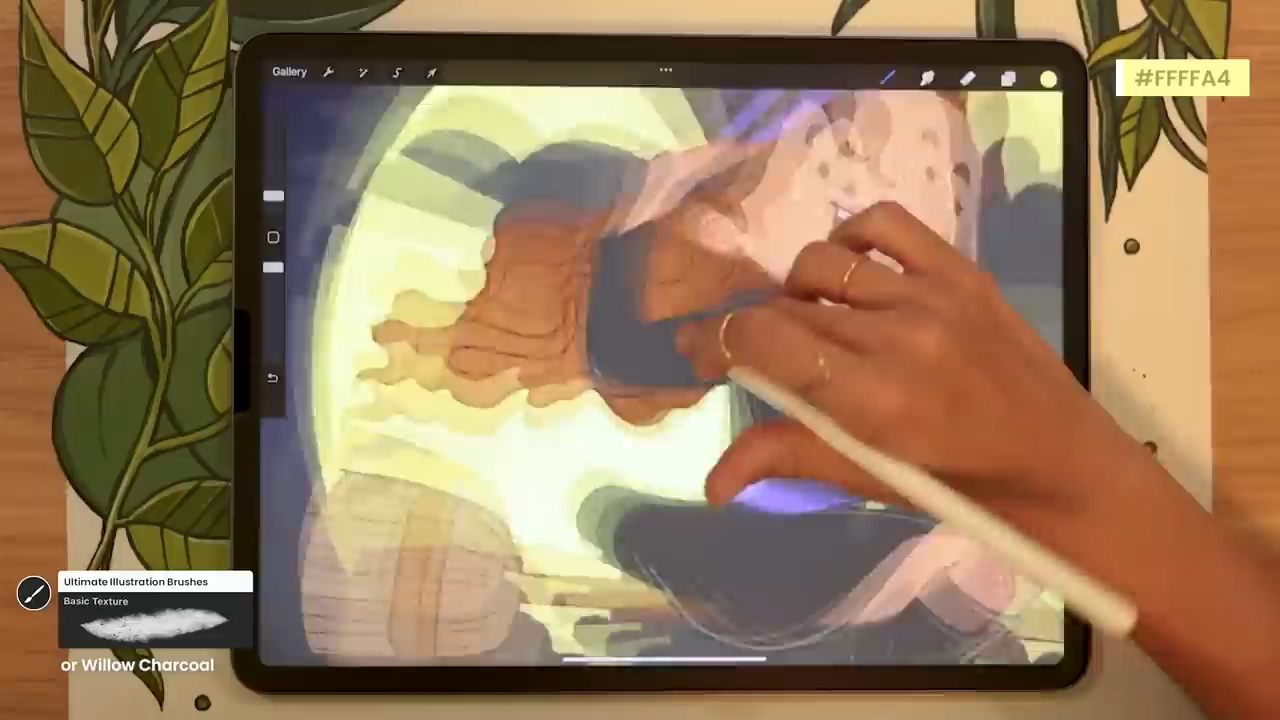 Gallery
#FFFFA4
Ultimate Illustration Brushes
Basic Texture
or Willow Charcoal